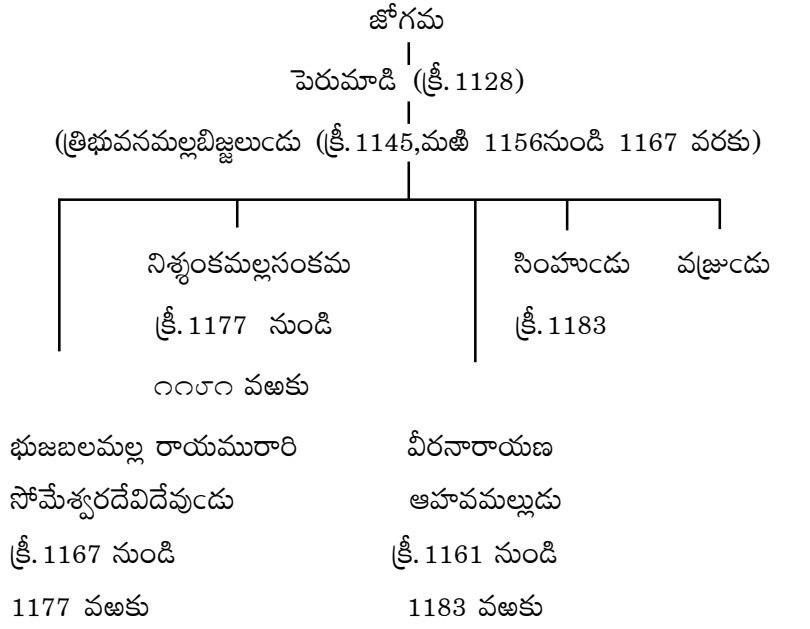 జోగమ
పెరుమాడి (క్రీ. 1128)
(త్రిభువనమల్లబిజ్జలుఁడు (క్రీ. 1145,మఱి 1156నుండి 1167 వరకు)
నిశ్శంకమల్లసంకమ సింహుఁడు వజ్రుఁడు
క్రీ. 1177 నుండి క్రీ. 1183
౧౧౮౧ వఱకు
భుజబలమల్ల రాయమురారి వీరనారాయణ
సోమేశ్వరదేవిదేవుఁడు ఆహవమల్లుడు
క్రీ. 1167 నుండి క్రీ. 1161 నుండి
1177 వఱకు 1183 వఱకు